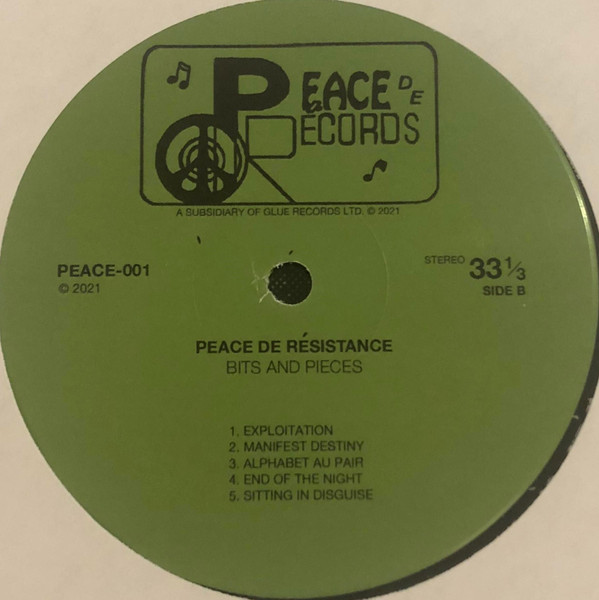 PEACE DE
RECORDS
A SUBSIDIARY OF GLUE RECORDS LTD. © 2021
PEACE-001
© 2021
STEREO 33 1/3
SIDE B
PEACE DE RÉSISTANCE
BITS AND PIECES
1. EXPLOITATION
2. MANIFEST DESTINY
3. ALPHABET AU PAIR
4. END OF THE NIGHT
5. SITTING IN DISGUISE